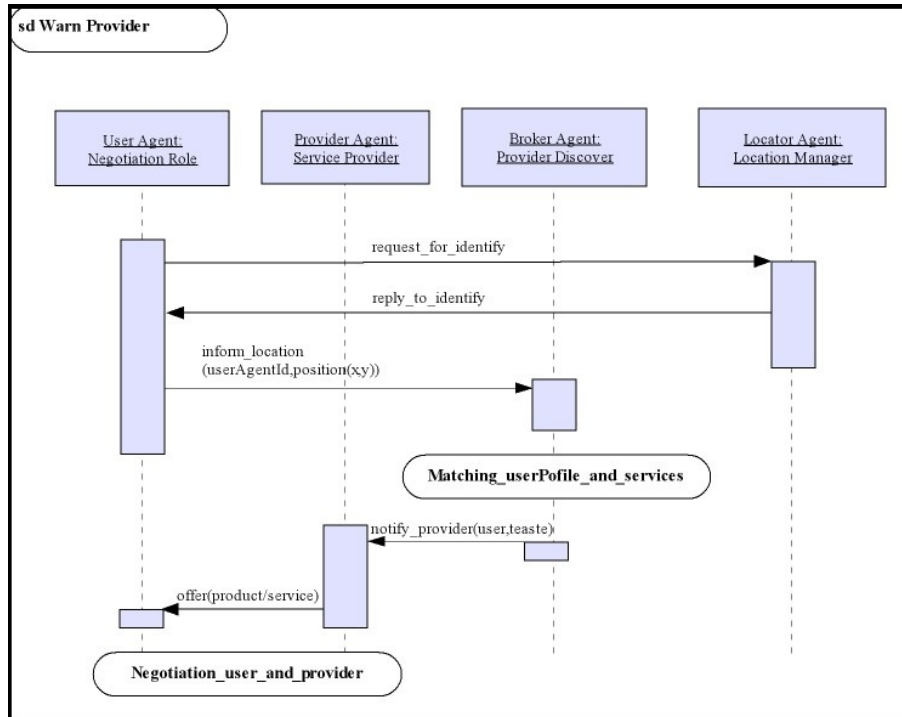 sd Warn Provider
User Agent:
Negotiation Role
Provider Agent:
Service Provider
Broker Agent:
Provider Discover
Locator Agent:
Location Manager
request_for_identify
reply_to_identify
inform_location
(userAgentId,position(x,y))
Matching_userPofile_and_services
notify_provider(user,teaste)
offer(product/service)
Negotiation_user_and_provider